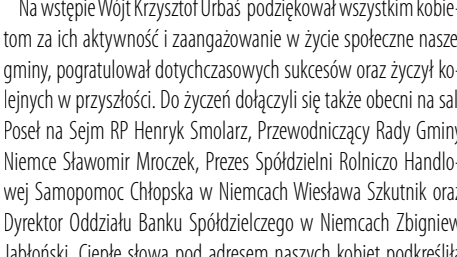 Na wstępie Wójt Krzysztof Urbaś podziękował wszystkim kobie-
tom za ich aktywność i zaangażowanie w życie społeczne nasze
gminy, pogratulował dotychczasowych sukcesów oraz życzył ko-
lejnych w przyszłości. Do życzeń dołączyli się także obecni na sal
Poseł na Sejm RP Henryk Smolarz, Przewodniczący Rady Gminy
Niemce Sławomir Mroczek, Prezes Spółdzielni Rolniczo Handlo-
wej Samopomoc Chłopska w Niemcach Wiesława Szkutnik oraz
Dyrektor Oddziału Banku Spółdzielczego w Niemcach Zbigniew
Jabłoński. Ciepłe słowa pod adresem naszych kobiet podkreśliła